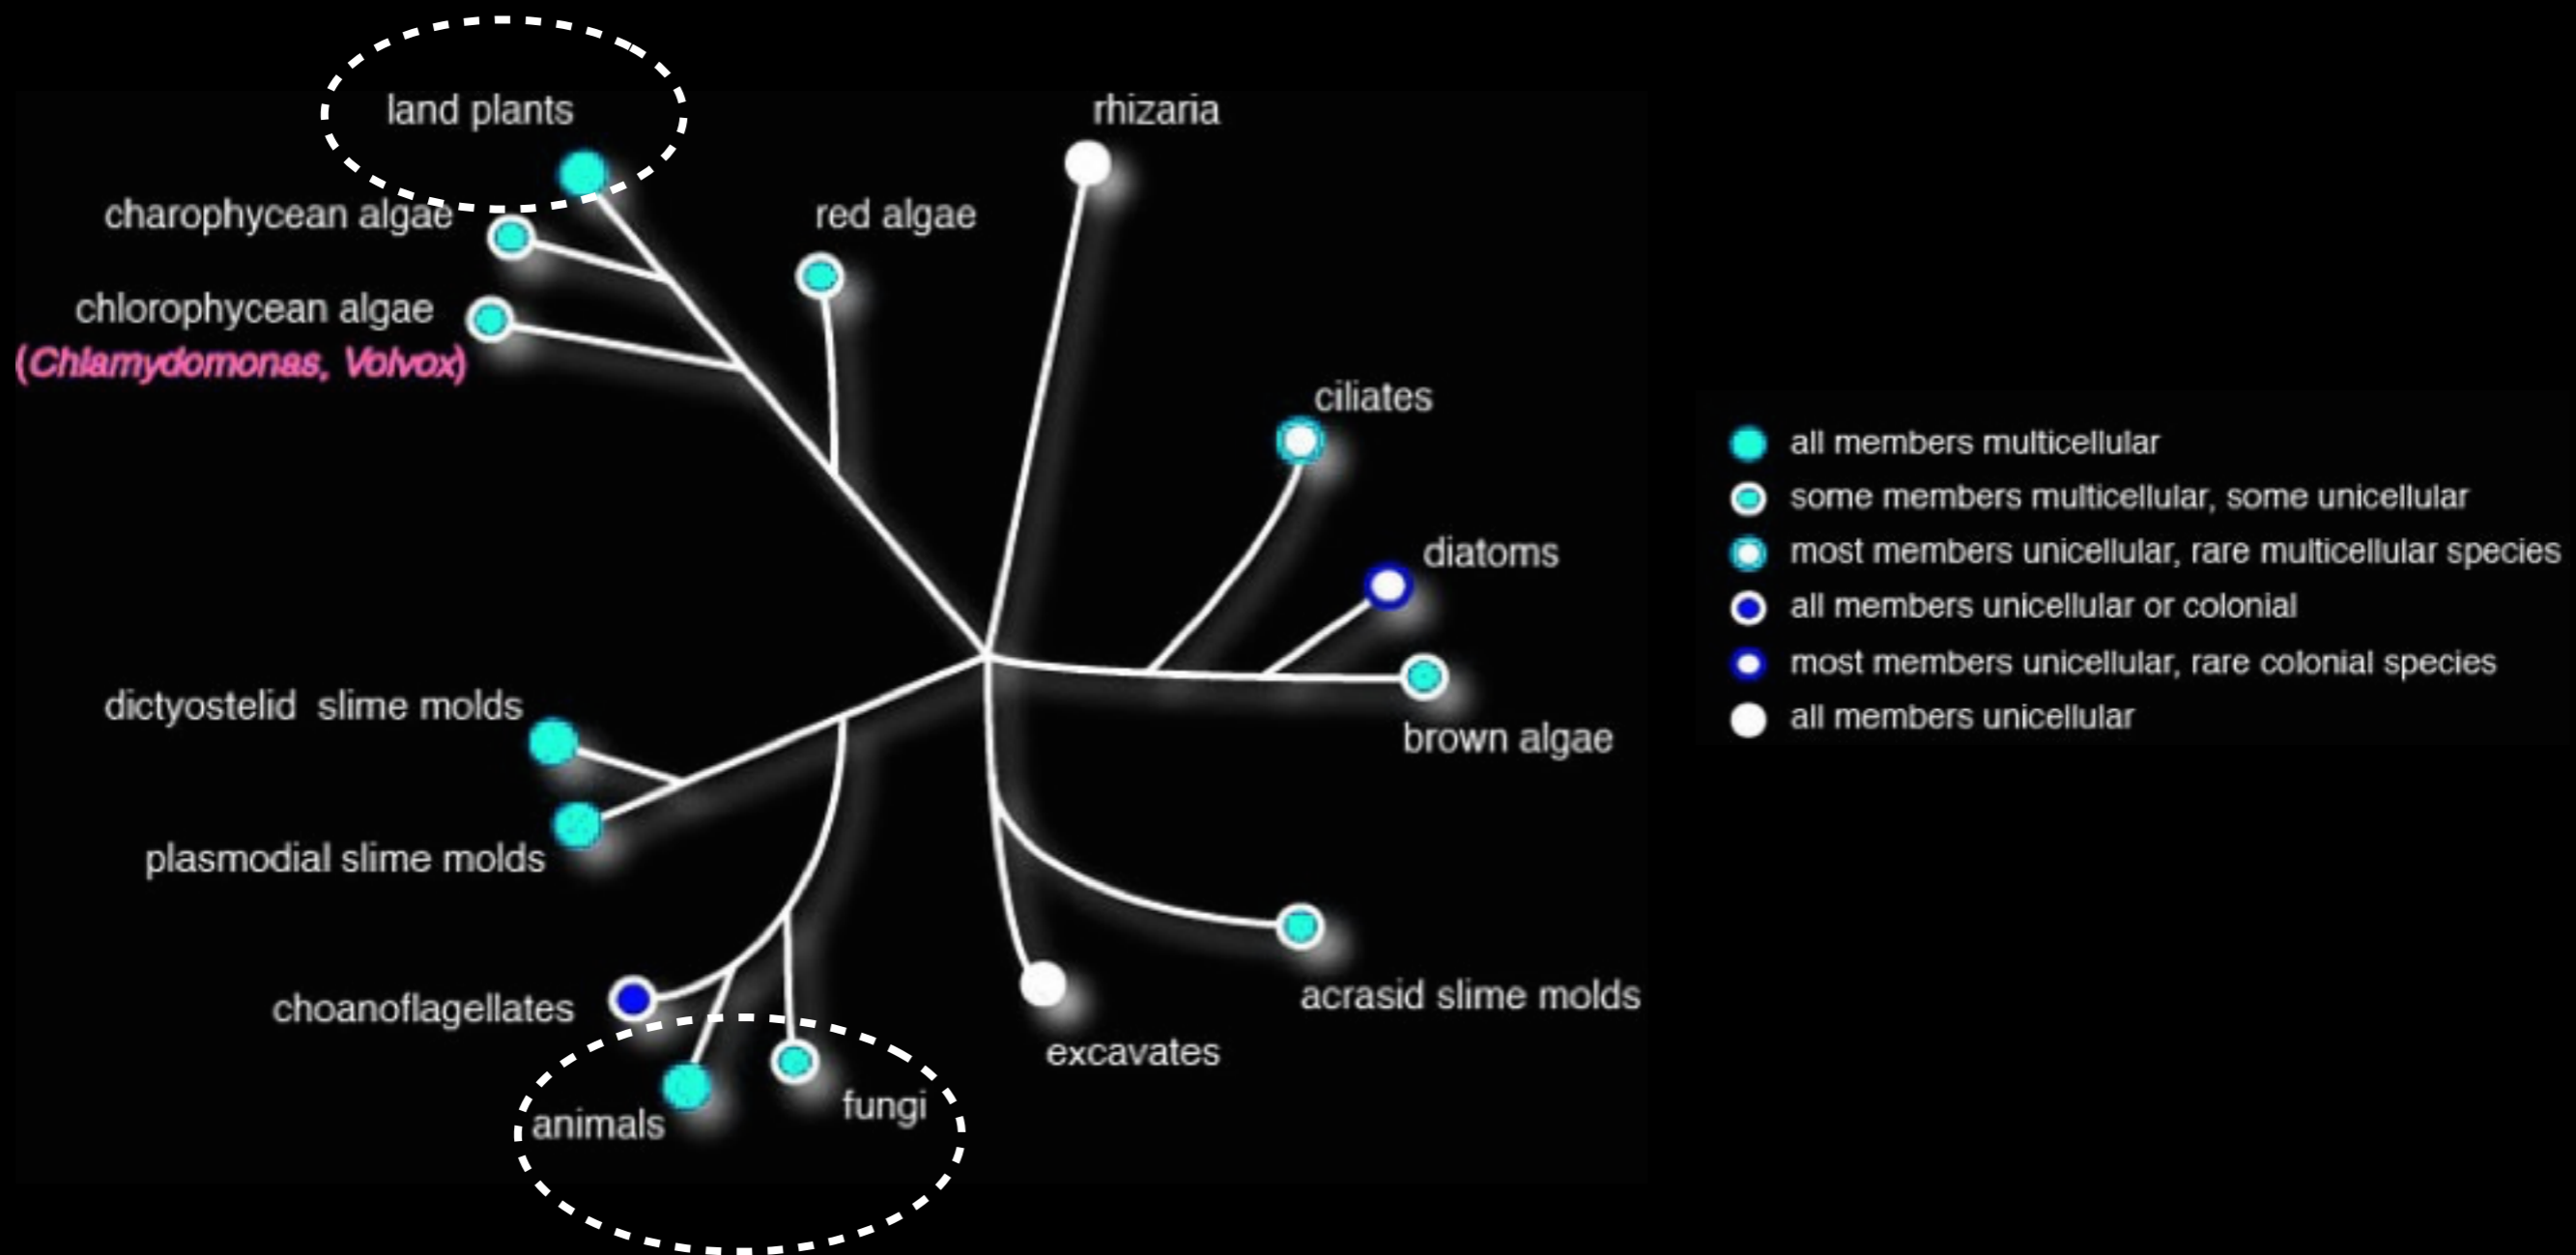 land plants
rhizaria
charophycean algae
red algae
chlorophycean algae
(Chlamydomonas, Volvox)
ciliates
all members multicellular
some members multicellular, some unicellular
diatoms
most members unicellular, rare multicellular species
all members unicellular or colonial
most members unicellular, rare colonial species
dictyostelid slime molds
all members unicellular
brown algae
plasmodial slime molds
choanoflagellates
acrasid slime molds
excavates
fungi
animals